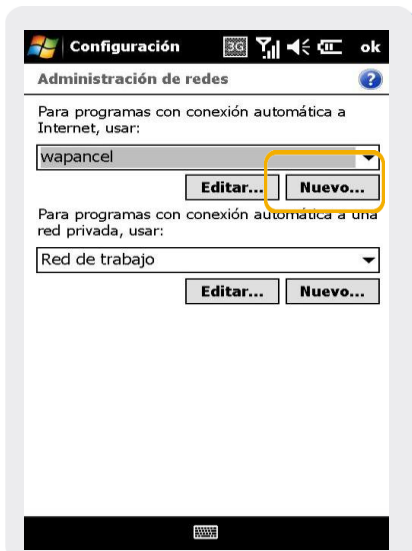 Configuración 3G ok
Administración de redes ?
Para programas con conexión automática a
Internet, usar:
wapancel
Editar... Nuevo...
Para programas con conexión automática a una
red privada, usar:
Red de trabajo
Editar... Nuevo...